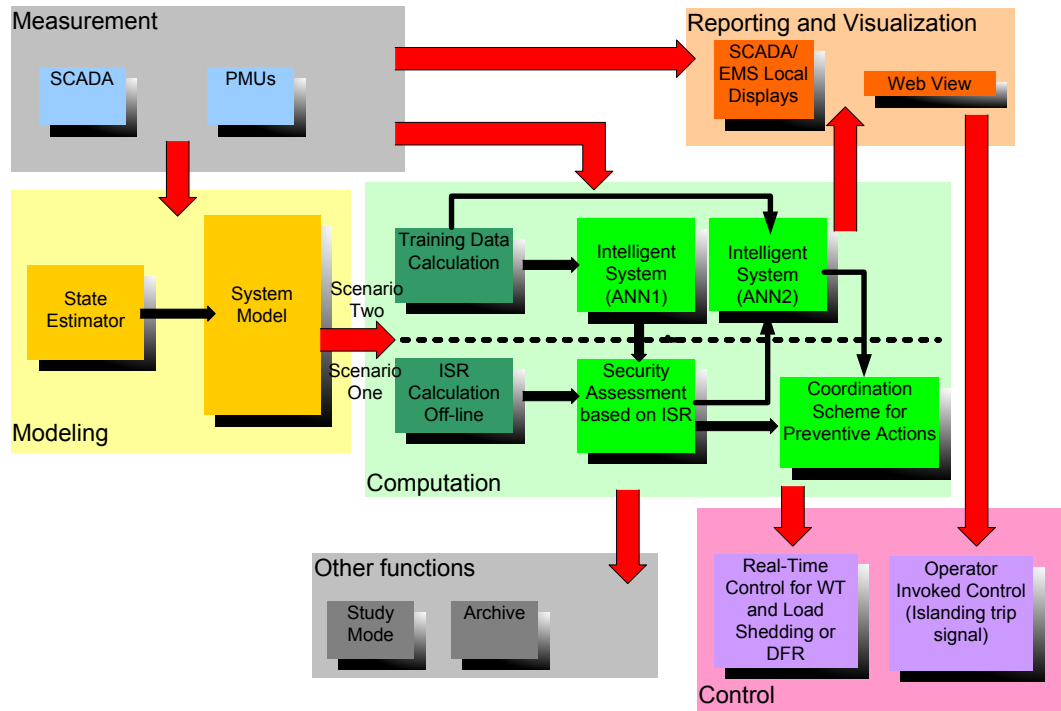 Measurement
SCADA
PMUs
Reporting and Visualization
SCADA/
EMS Local
Displays
Web View
State
Estimator
System
Model
Modeling
Scenario
Two
Scenario
One
Training Data
Calculation
Intelligent
System
(ANN1)
Intelligent
System
(ANN2)
ISR
Calculation
Off-line
Security
Assessment
based on ISR
Coordination
Scheme for
Preventive Actions
Computation
Other functions
Study
Mode
Archive
Real-Time
Control for WT
and Load
Shedding or
DFR
Operator
Invoked Control
(Islanding trip
signal)
Control